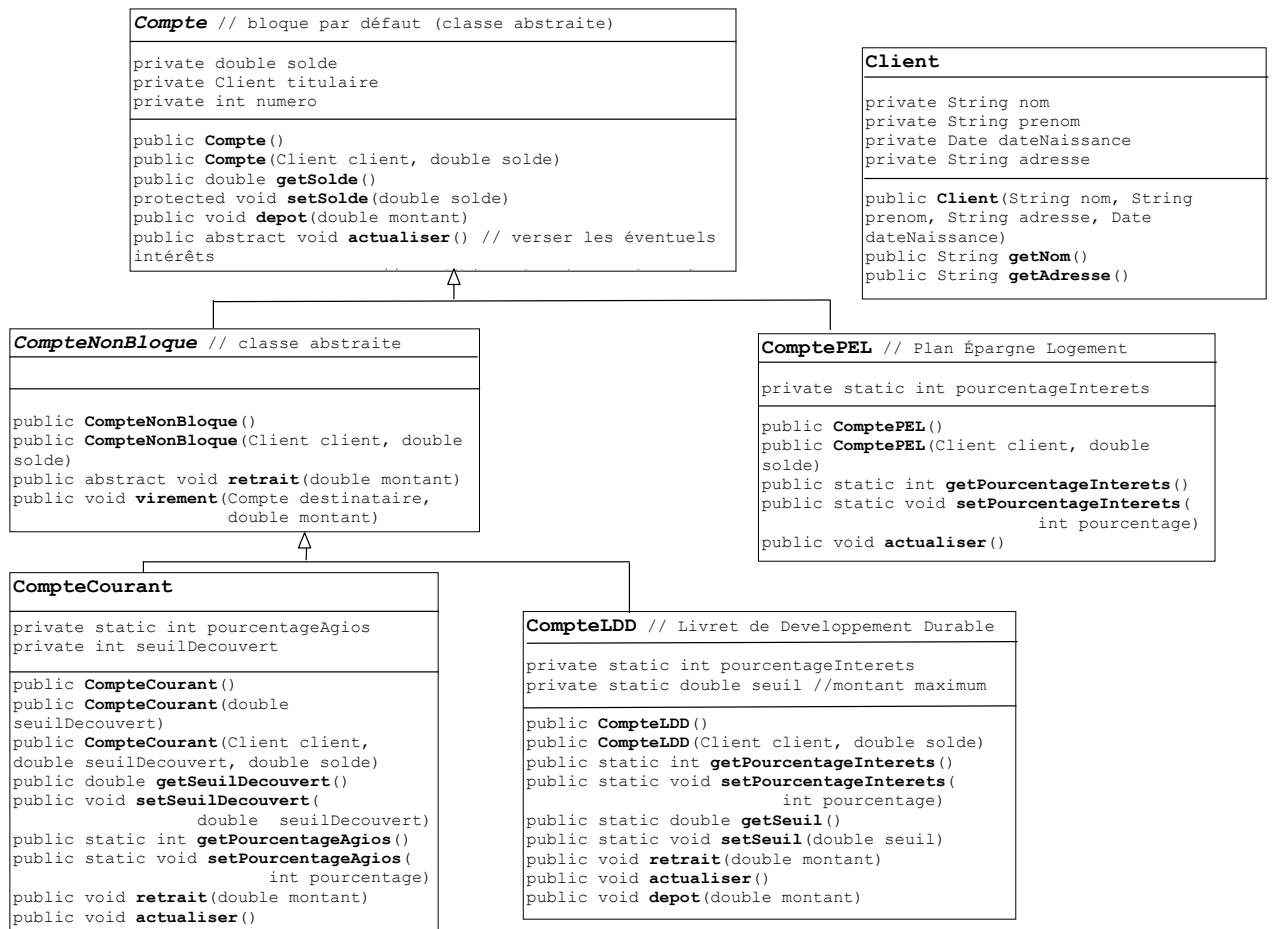 Compte // bloque par défaut (classe abstraite)
private double solde
private Client titulaire
private int numero
public Compte()
public Compte(Client client, double solde)
public double getSolde()
protected void setSolde(double solde)
public void depot(double montant)
public abstract void actualiser() // verser les éventuels
intérêts
Client
private String nom
private String prenom
private Date dateNaissance
private String adresse
public Client(String nom, String
prenom, String adresse, Date
dateNaissance)
public String getNom()
public String getAdresse()
CompteNonBloque // classe abstraite
public CompteNonBloque()
public CompteNonBloque(Client client, double
solde)
public abstract void retrait(double montant)
public void virement(Compte destinataire,
double montant)
ComptePEL // Plan Épargne Logement
private static int pourcentageInterets
public ComptePEL()
public ComptePEL(Client client, double
solde)
public static int getPourcentageInterets()
public static void setPourcentageInterets(
int pourcentage)
public void actualiser()
CompteCourant
private static int pourcentageAgios
private int seuilDecouvert
public CompteCourant()
public CompteCourant(double
seuilDecouvert)
public CompteCourant(Client client,
double seuilDecouvert, double solde)
public double getSeuilDecouvert()
public void setSeuilDecouvert(
double seuilDecouvert)
public static int getPourcentageAgios()
public static void setPourcentageAgios(
int pourcentage)
public void retrait(double montant)
public void actualiser()
CompteLDD // Livret de Developpement Durable
private static int pourcentageInterets
private static double seuil //montant maximum
public CompteLDD()
public CompteLDD(Client client, double solde)
public static int getPourcentageInterets()
public static void setPourcentageInterets(
int pourcentage)
public static double getSeuil()
public static void setSeuil(double seuil)
public void retrait(double montant)
public void actualiser()
public void depot(double montant)